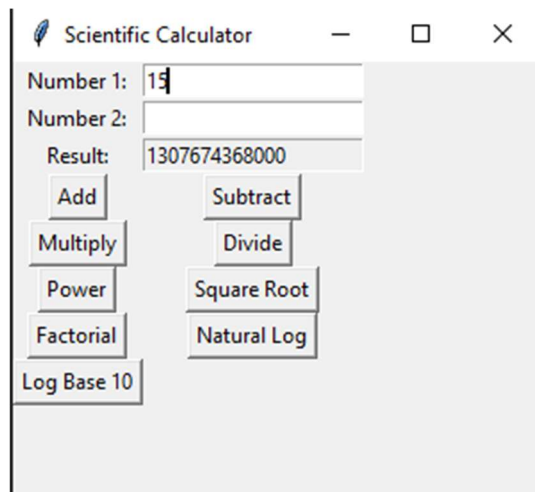 Scientific Calculator
Number 1: 15
Number 2:
Result: 1307674368000
Add Subtract
Multiply Divide
Power Square Root
Factorial Natural Log
Log Base 10